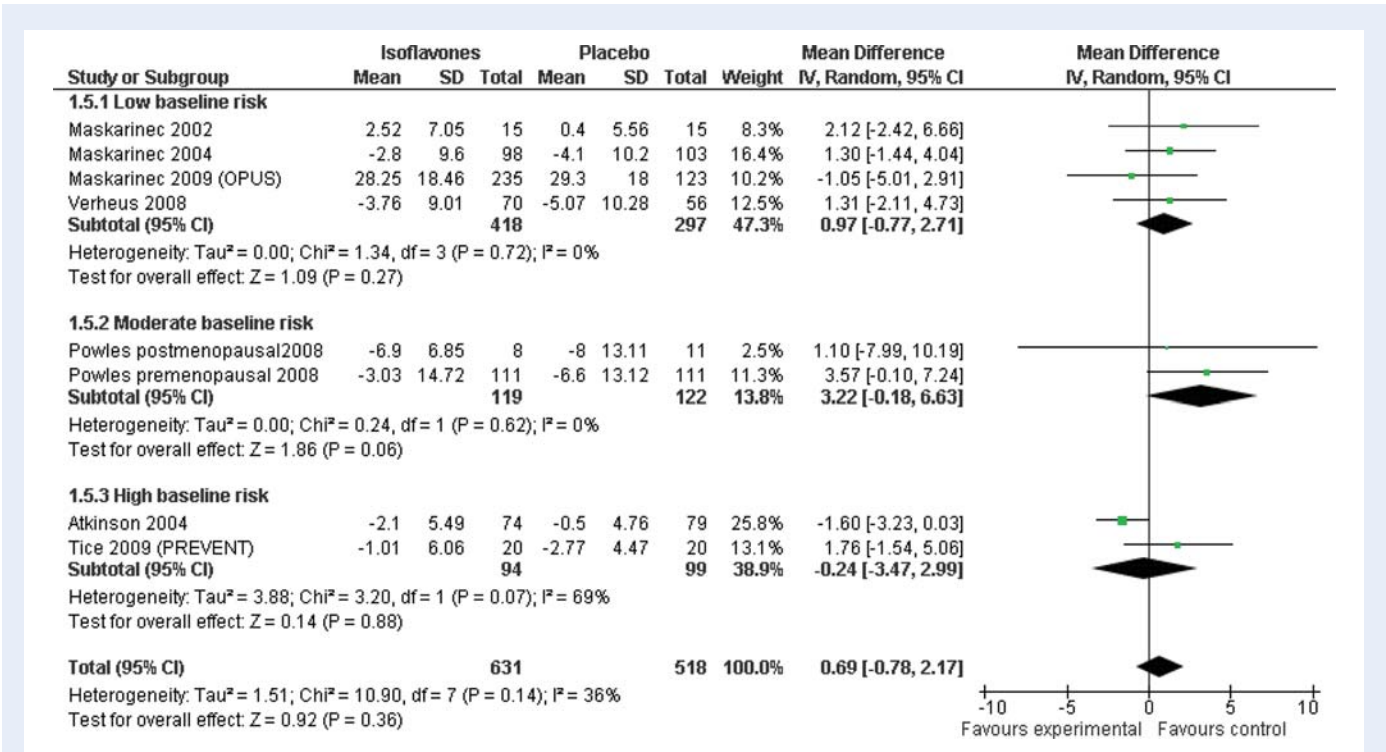 Isoflavones Placebo Mean Difference Mean Difference
Study or Subgroup Mean SD Total Mean SD Total Weight IV, Random, 95% CI IV, Random, 95% CI
1.5.1 Low baseline risk
Maskarinec 2002 2.52 7.05 15 0.4 5.56 15 8.3% 2.12 [-2.42, 6.66]
Maskarinec 2004 -2.8 9.6 98 -4.1 10.2 103 16.4% 1.30 [-1.44, 4.04]
Maskarinec 2009 (OPUS) 28.25 18.46 235 29.3 18 123 10.2% -1.05 [-5.01, 2.91]
Verheus 2008 -3.76 9.01 70 -5.07 10.28 56 12.5% 1.31 [-2.11, 4.73]
Subtotal (95% CI) 418 297 47.3% 0.97 [-0.77, 2.71]
Heterogeneity: Tau² = 0.00; Chi² = 1.34, df = 3 (P = 0.72); I² = 0%
Test for overall effect: Z = 1.09 (P = 0.27)
1.5.2 Moderate baseline risk
Powles postmenopausal2008 -6.9 6.85 8 -8 13.11 11 2.5% 1.10 [-7.99, 10.19]
Powles premenopausal 2008 -3.03 14.72 111 -6.6 13.12 111 11.3% 3.57 [-0.10, 7.24]
Subtotal (95% CI) 119 122 13.8% 3.22 [-0.18, 6.63]
Heterogeneity: Tau² = 0.00; Chi² = 0.24, df = 1 (P = 0.62); I² = 0%
Test for overall effect: Z = 1.86 (P = 0.06)
1.5.3 High baseline risk
Atkinson 2004 -2.1 5.49 74 -0.5 4.76 79 25.8% -1.60 [-3.23, 0.03]
Tice 2009 (PREVENT) -1.01 6.06 20 -2.77 4.47 20 13.1% 1.76 [-1.54, 5.06]
Subtotal (95% CI) 94 99 38.9% -0.24 [-3.47, 2.99]
Heterogeneity: Tau² = 3.88; Chi² = 3.20, df = 1 (P = 0.07); I² = 69%
Test for overall effect: Z = 0.14 (P = 0.88)
Total (95% CI) 631 518 100.0% 0.69 [-0.78, 2.17]
Heterogeneity: Tau² = 1.51; Chi² = 10.90, df = 7 (P = 0.14); I² = 36%
Test for overall effect: Z = 0.92 (P = 0.36)
-10 -5 0 5 10
Favours experimental Favours control